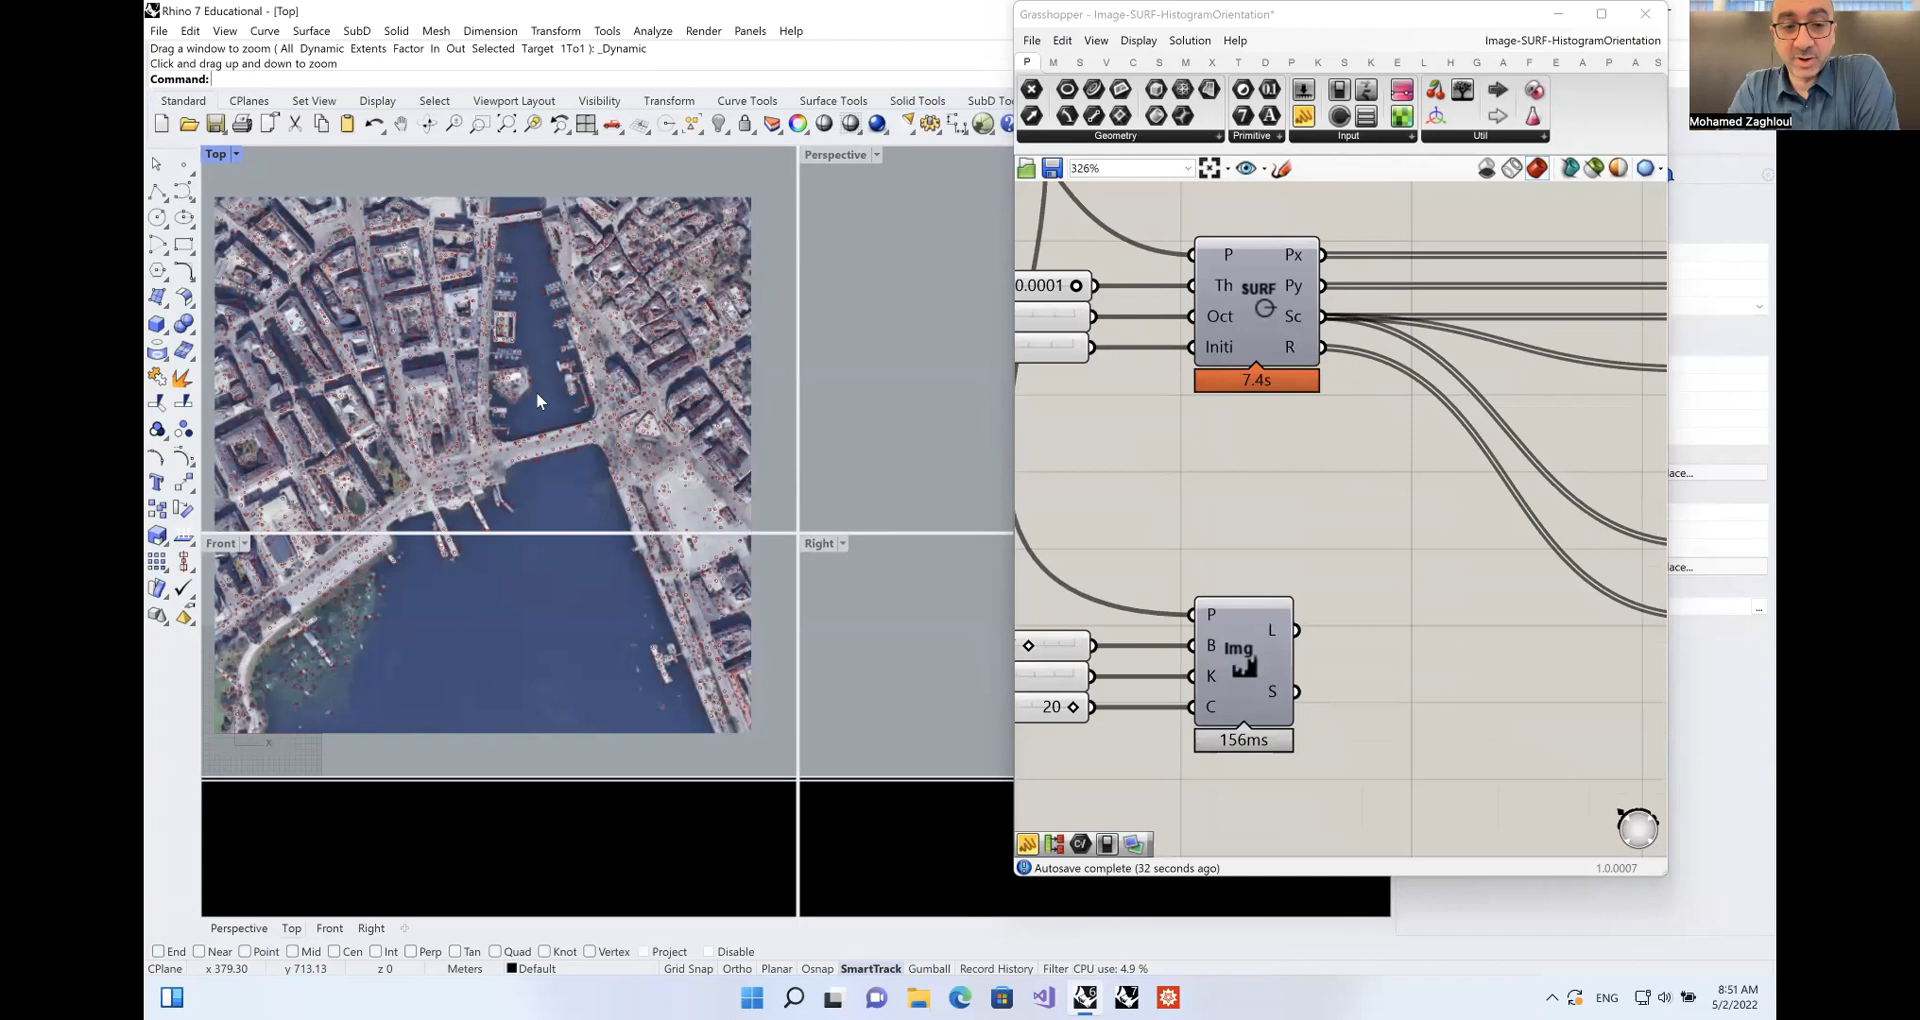 Rhino 7 Educational - [Top]
File Edit View Curve Surface SubD Solid Mesh Dimension Transform Tools Analyze Render Panels Help
Drag a window to zoom ( All Dynamic Extents Factor In Out Selected Target 1To1 ): _Dynamic
Click and drag up and down to zoom
Command:
Standard CPlanes Set View Display Select Viewport Layout Visibility Transform Curve Tools Surface Tools Solid Tools SubD To
Top
Perspective
Front
Right
X
Perspective Top Front Right
End Near Point Mid Cen Int Perp Tan Quad Knot Vertex Project Disable
CPlane x 379.30 y 713.13 z 0 Meters Default Grid Snap Ortho Planar Osnap SmartTrack Gumball Record History Filter CPU use: 4.9 %
Grasshopper - Image-SURF-HistogramOrientation*
File Edit View Display Solution Help Image-SURF-HistogramOrientation
P M S V C S M X T D P K S K E L H G W A F E A P A S
Geometry Primitive Input Util
326%
P Px
0.0001 Th SURF Py
Oct Sc
Initi R
7.4s
P L
B Img
K S
20 C
156ms
Autosave complete (32 seconds ago) 1.0.0007
lace...
lace...
...
Mohamed Zaghloul
ENG
8:51 AM
5/2/2022